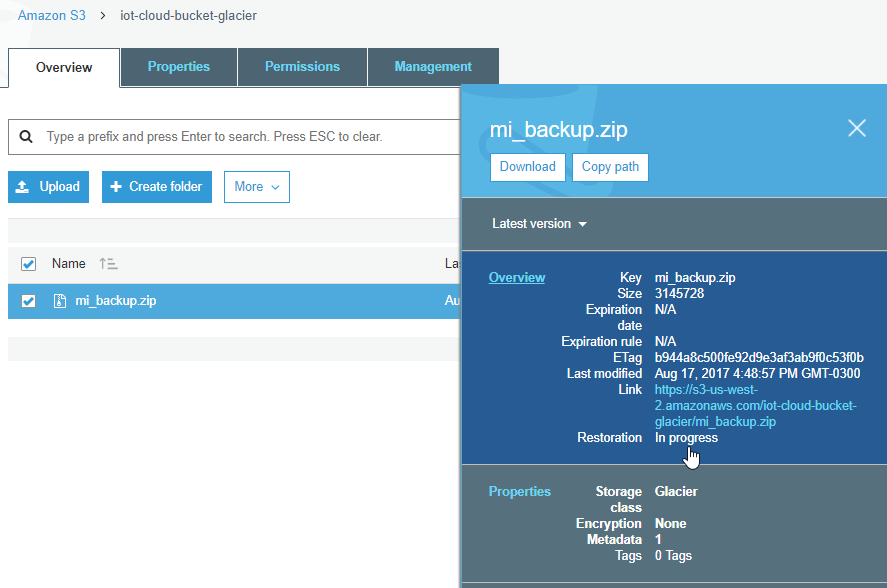 Amazon S3 > iot-cloud-bucket-glacier
Overview Properties Permissions Management
Type a prefix and press Enter to search. Press ESC to clear.
Upload + Create folder More
Name
mi_backup.zip Au
mi_backup.zip
Download Copy path
Latest version
Overview Key mi_backup.zip
Size 3145728
Expiration N/A
date
Expiration rule N/A
ETag b944a8c500fe92d9e3af3ab9f0c53f0b
Last modified Aug 17, 2017 4:48:57 PM GMT-0300
Link https://s3-us-west-
2.amazonaws.com/iot-cloud-bucket-
glacier/mi_backup.zip
Restoration In progress
Properties Storage Glacier
class
Encryption None
Metadata 1
Tags 0 Tags